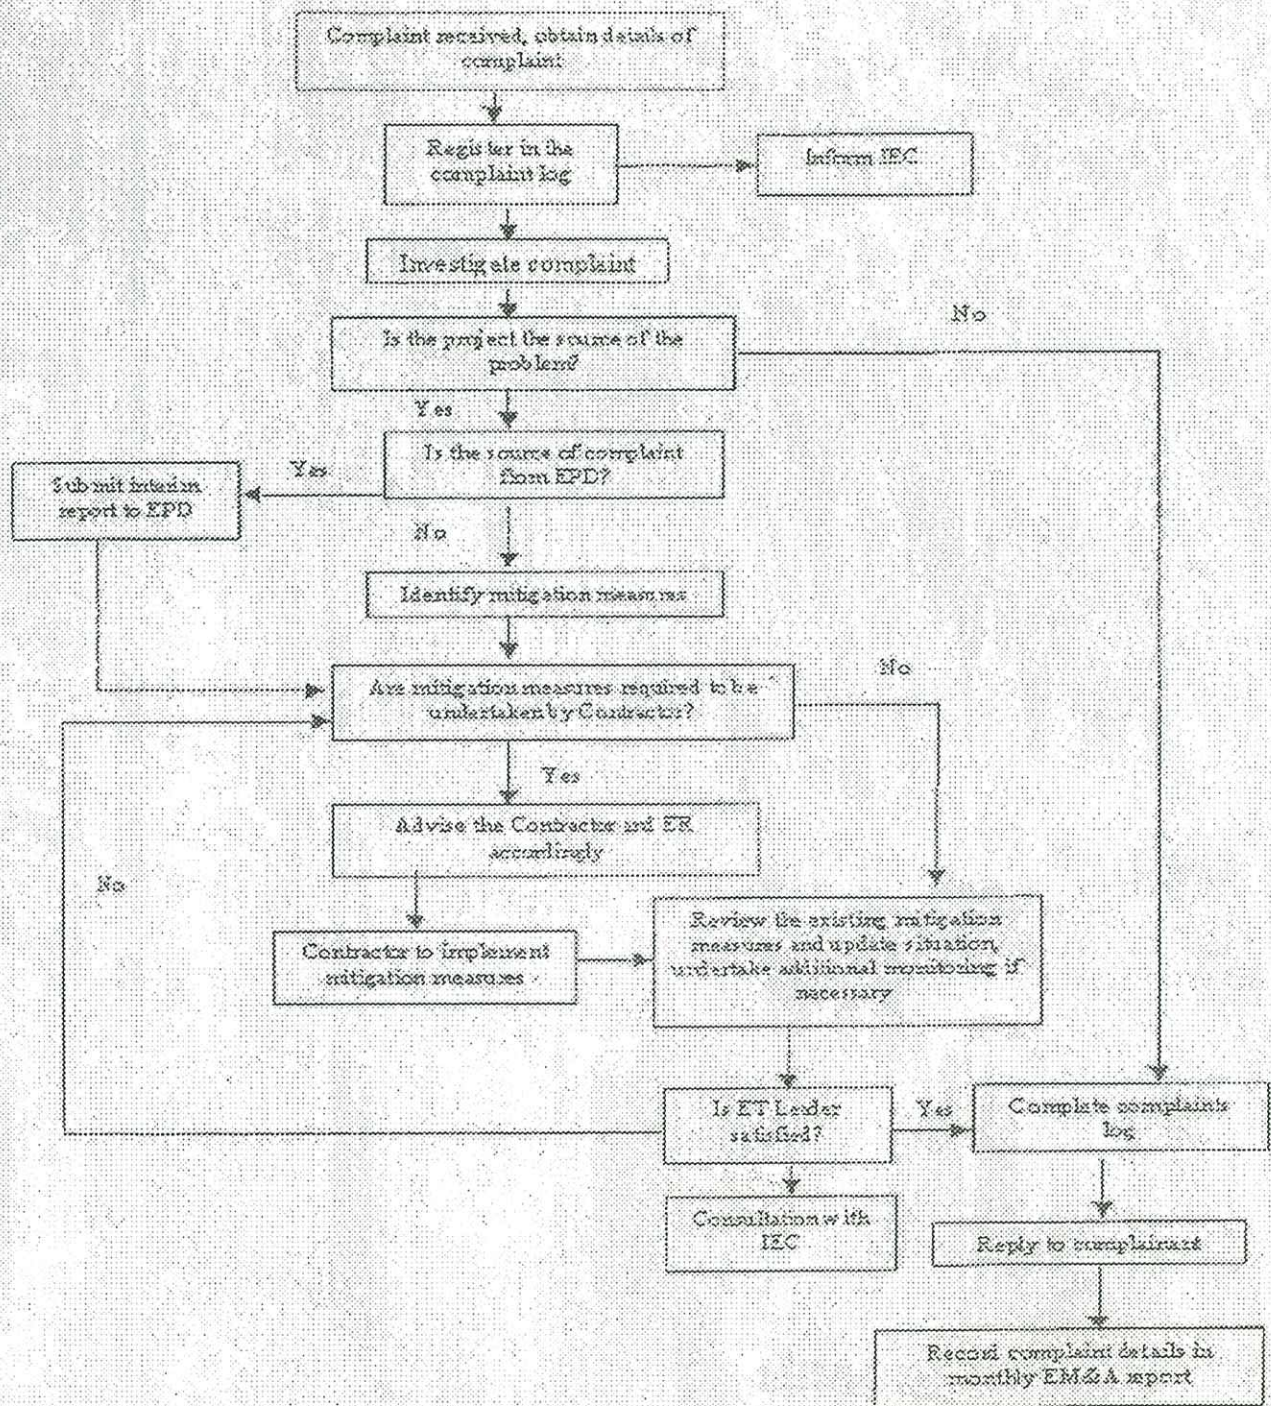 Complaint received, obtain details of
complaint
Register in the
complaint log
Inform IEC
Investigate complaint
No
Is the project the source of the
problem?
Yes
Is the source of complaint
from EPD?
Yes
Submit interim
report to EPD
No
Identify mitigation measures
Are mitigation measures required to be
undertaken by Contractor?
No
Yes
Advise the Contractor and ER
accordingly
No
Contractor to implement
mitigation measures
Review the existing mitigation
measures and update situation,
undertake additional monitoring if
necessary
Is ET Leader
satisfied?
Yes
Complete complaints
log
Consultation with
IEC
Reply to complainant
Record complaint details in
monthly EM&A report